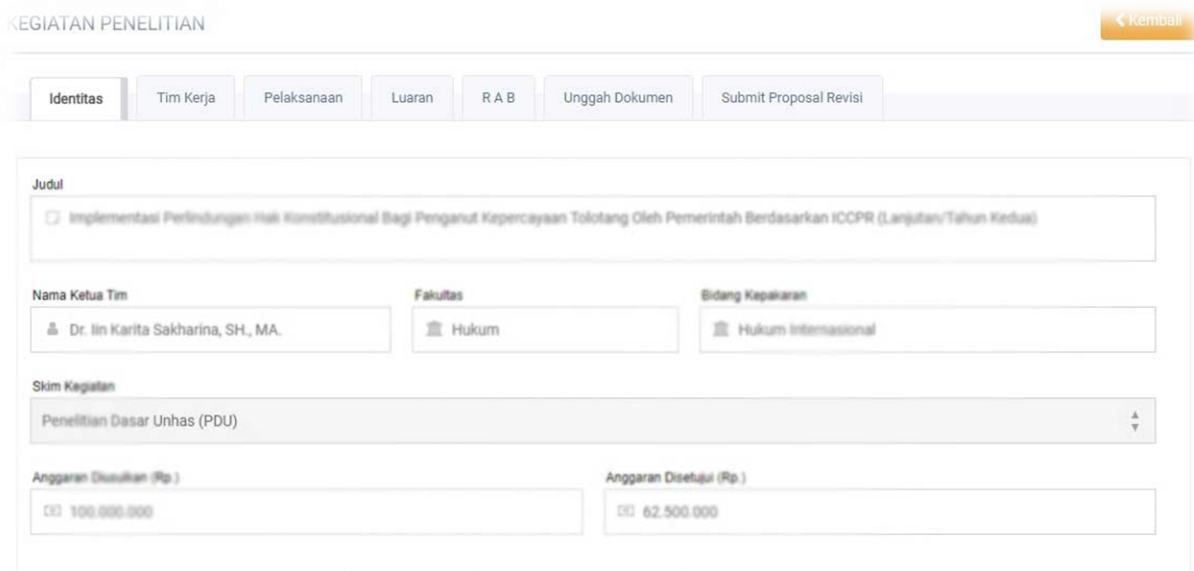 KEGIATAN PENELITIAN
Kembali
Identitas Tim Kerja Pelaksanaan Luaran R A B Unggah Dokumen Submit Proposal Revisi
Judul
Implementasi Perlindungan Hak Konstitusional Bagi Penganut Kepercayaan Tolotang Oleh Pemerintah Berdasarkan ICCPR (Lanjutan/Tahun Kedua)
Nama Ketua Tim Fakultas Bidang Kepakaran
Dr. Iin Karita Sakharina, SH., MA. Hukum Hukum Internasional
Skim Kegiatan
Penelitian Dasar Unhas (PDU)
Anggaran Diusulkan (Rp.) Anggaran Disetujui (Rp.)
100.000.000 62.500.000